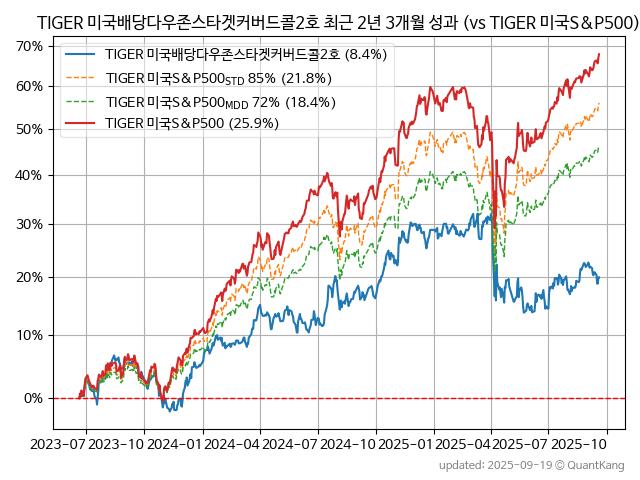 TIGER 미국배당다우존스타겟커버드콜2호 최근 2년 3개월 성과 (vs TIGER 미국S&P500)
70%
60%
50%
40%
30%
20%
10%
0%
TIGER 미국배당다우존스타겟커버드콜2호 (8.4%)
TIGER 미국S&P500STD 85% (21.8%)
TIGER 미국S&P500MDD 72% (18.4%)
TIGER 미국S&P500 (25.9%)
2023-07 2023-10 2024-01 2024-04 2024-07 2024-10 2025-01 2025-04 2025-07 2025-10
updated: 2025-09-19 © QuantKang